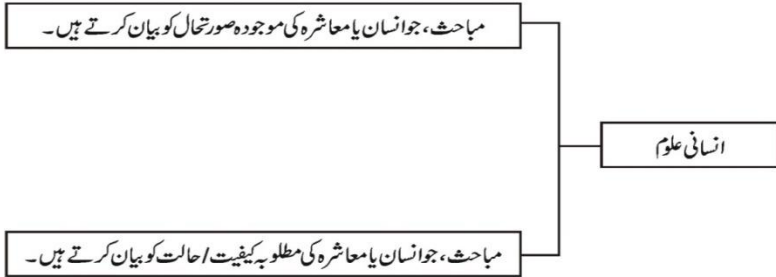 مباحث، جو انسان یا معاشرہ کی موجودہ صورتحال کو بیان کرتے ہیں۔
انسانی علوم
مباحث، جو انسان یا معاشرہ کی مطلوبہ کیفیت/حالت کو بیان کرتے ہیں۔